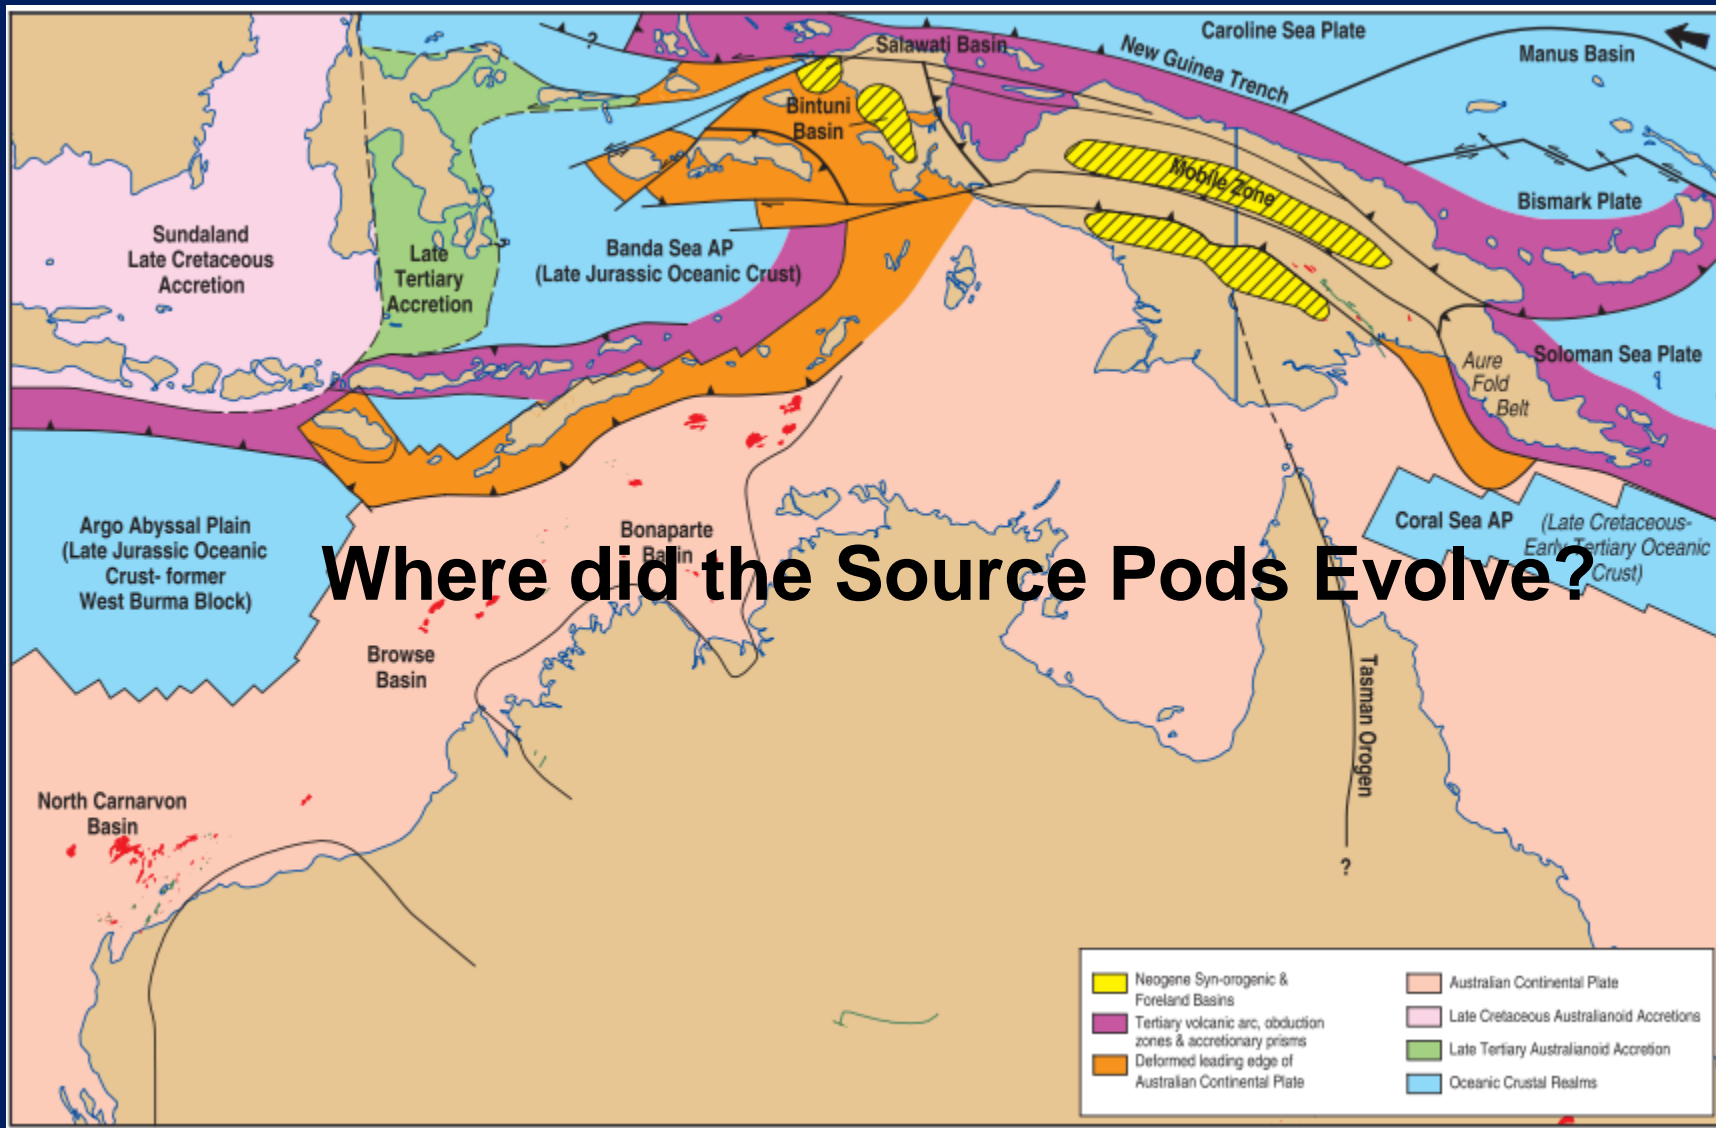 Caroline Sea Plate
Manus Basin
Salawati Basin
New Guinea Trench
?
Bintuni
Basin
Mobile Zone
Bismark Plate
Sundaland
Late Cretaceous
Accretion
Late
Tertiary
Accretion
?
Banda Sea AP
(Late Jurassic Oceanic Crust)
Soloman Sea Plate
Aure
Fold
Belt
Argo Abyssal Plain
(Late Jurassic Oceanic
Crust- former
West Burma Block)
Bonaparte
Basin
Coral Sea AP
(Late Cretaceous-
Early Tertiary Oceanic
Crust)
Where did the Source Pods Evolve?
Browse
Basin
Tasman Orogen
?
North Carnarvon
Basin
Neogene Syn-orogenic &
Foreland Basins
Tertiary volcanic arc, obduction
zones & accretionary prisms
Deformed leading edge of
Australian Continental Plate
Australian Continental Plate
Late Cretaceous Australianoid Accretions
Late Tertiary Australianoid Accretion
Oceanic Crustal Realms